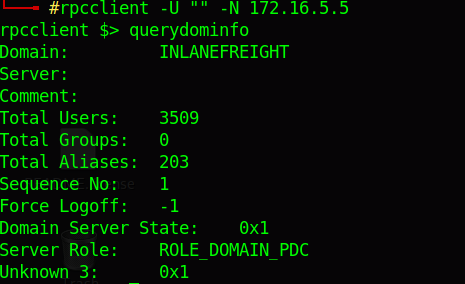 #rpcclient -U "" -N 172.16.5.5
rpcclient $> querydominfo
Domain: INLANEFREIGHT
Server:
Comment:
Total Users: 3509
Total Groups: 0
Total Aliases: 203
Sequence No: 1
Force Logoff: -1
Domain Server State: 0x1
Server Role: ROLE_DOMAIN_PDC
Unknown 3: 0x1